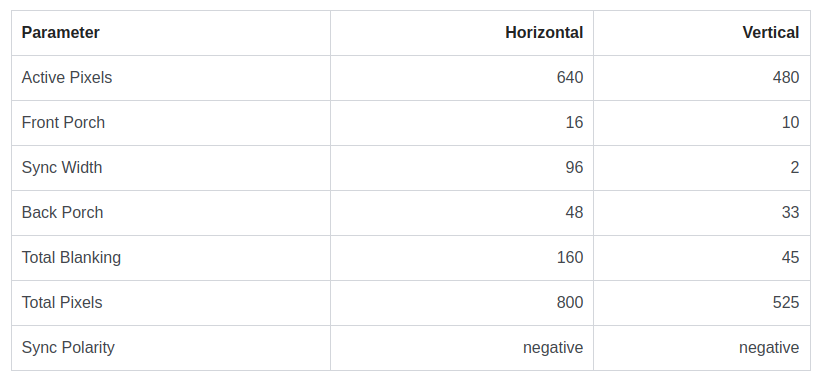 Parameter Horizontal Vertical
Active Pixels 640 480
Front Porch 16 10
Sync Width 96 2
Back Porch 48 33
Total Blanking 160 45
Total Pixels 800 525
Sync Polarity negative negative